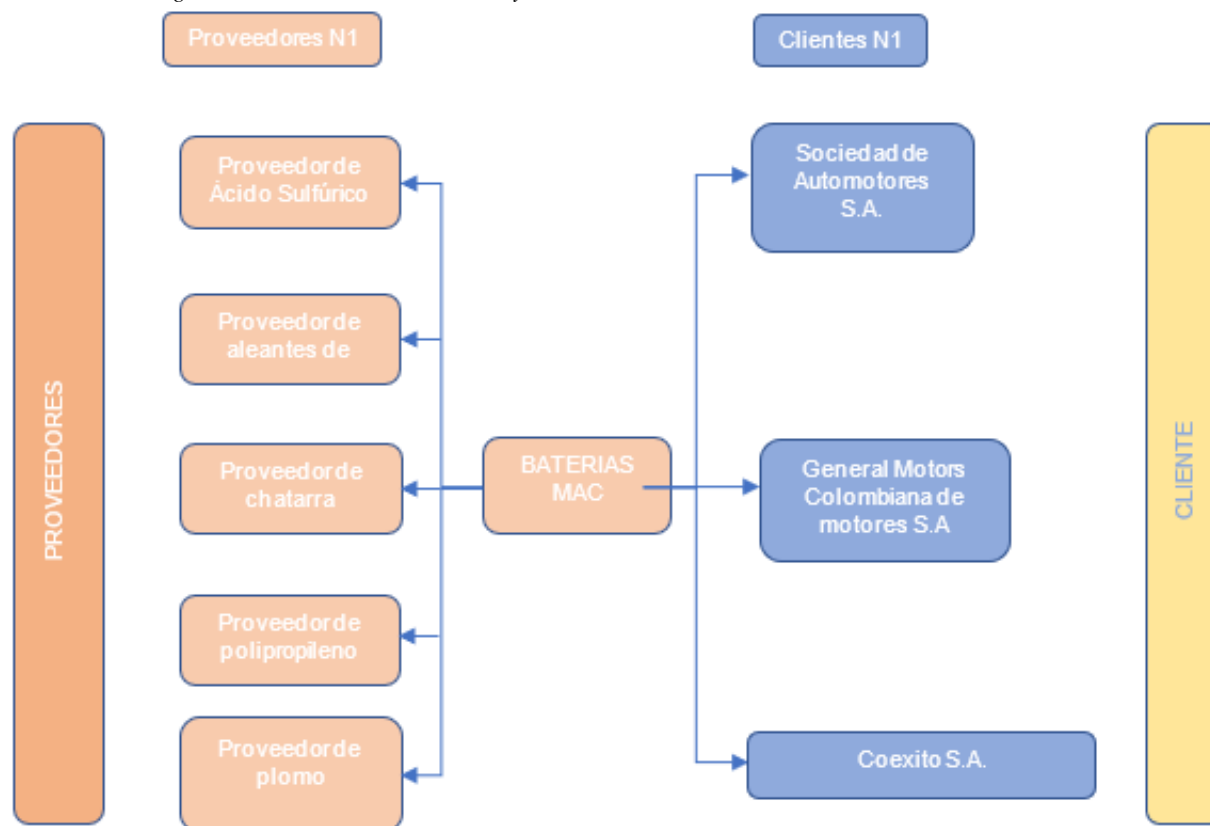 Proveedores N1
Clientes N1
PROVEEDORES
Proveedor de
Ácido Sulfúrico
Proveedor de
aleantes de
Proveedor de
chatarra
Proveedor de
polipropileno
Proveedor de
plomo
BATERIAS
MAC
Sociedad de
Automotores
S.A.
General Motors
Colombiana de
motores S.A
Coexito S.A.
CLIENTE